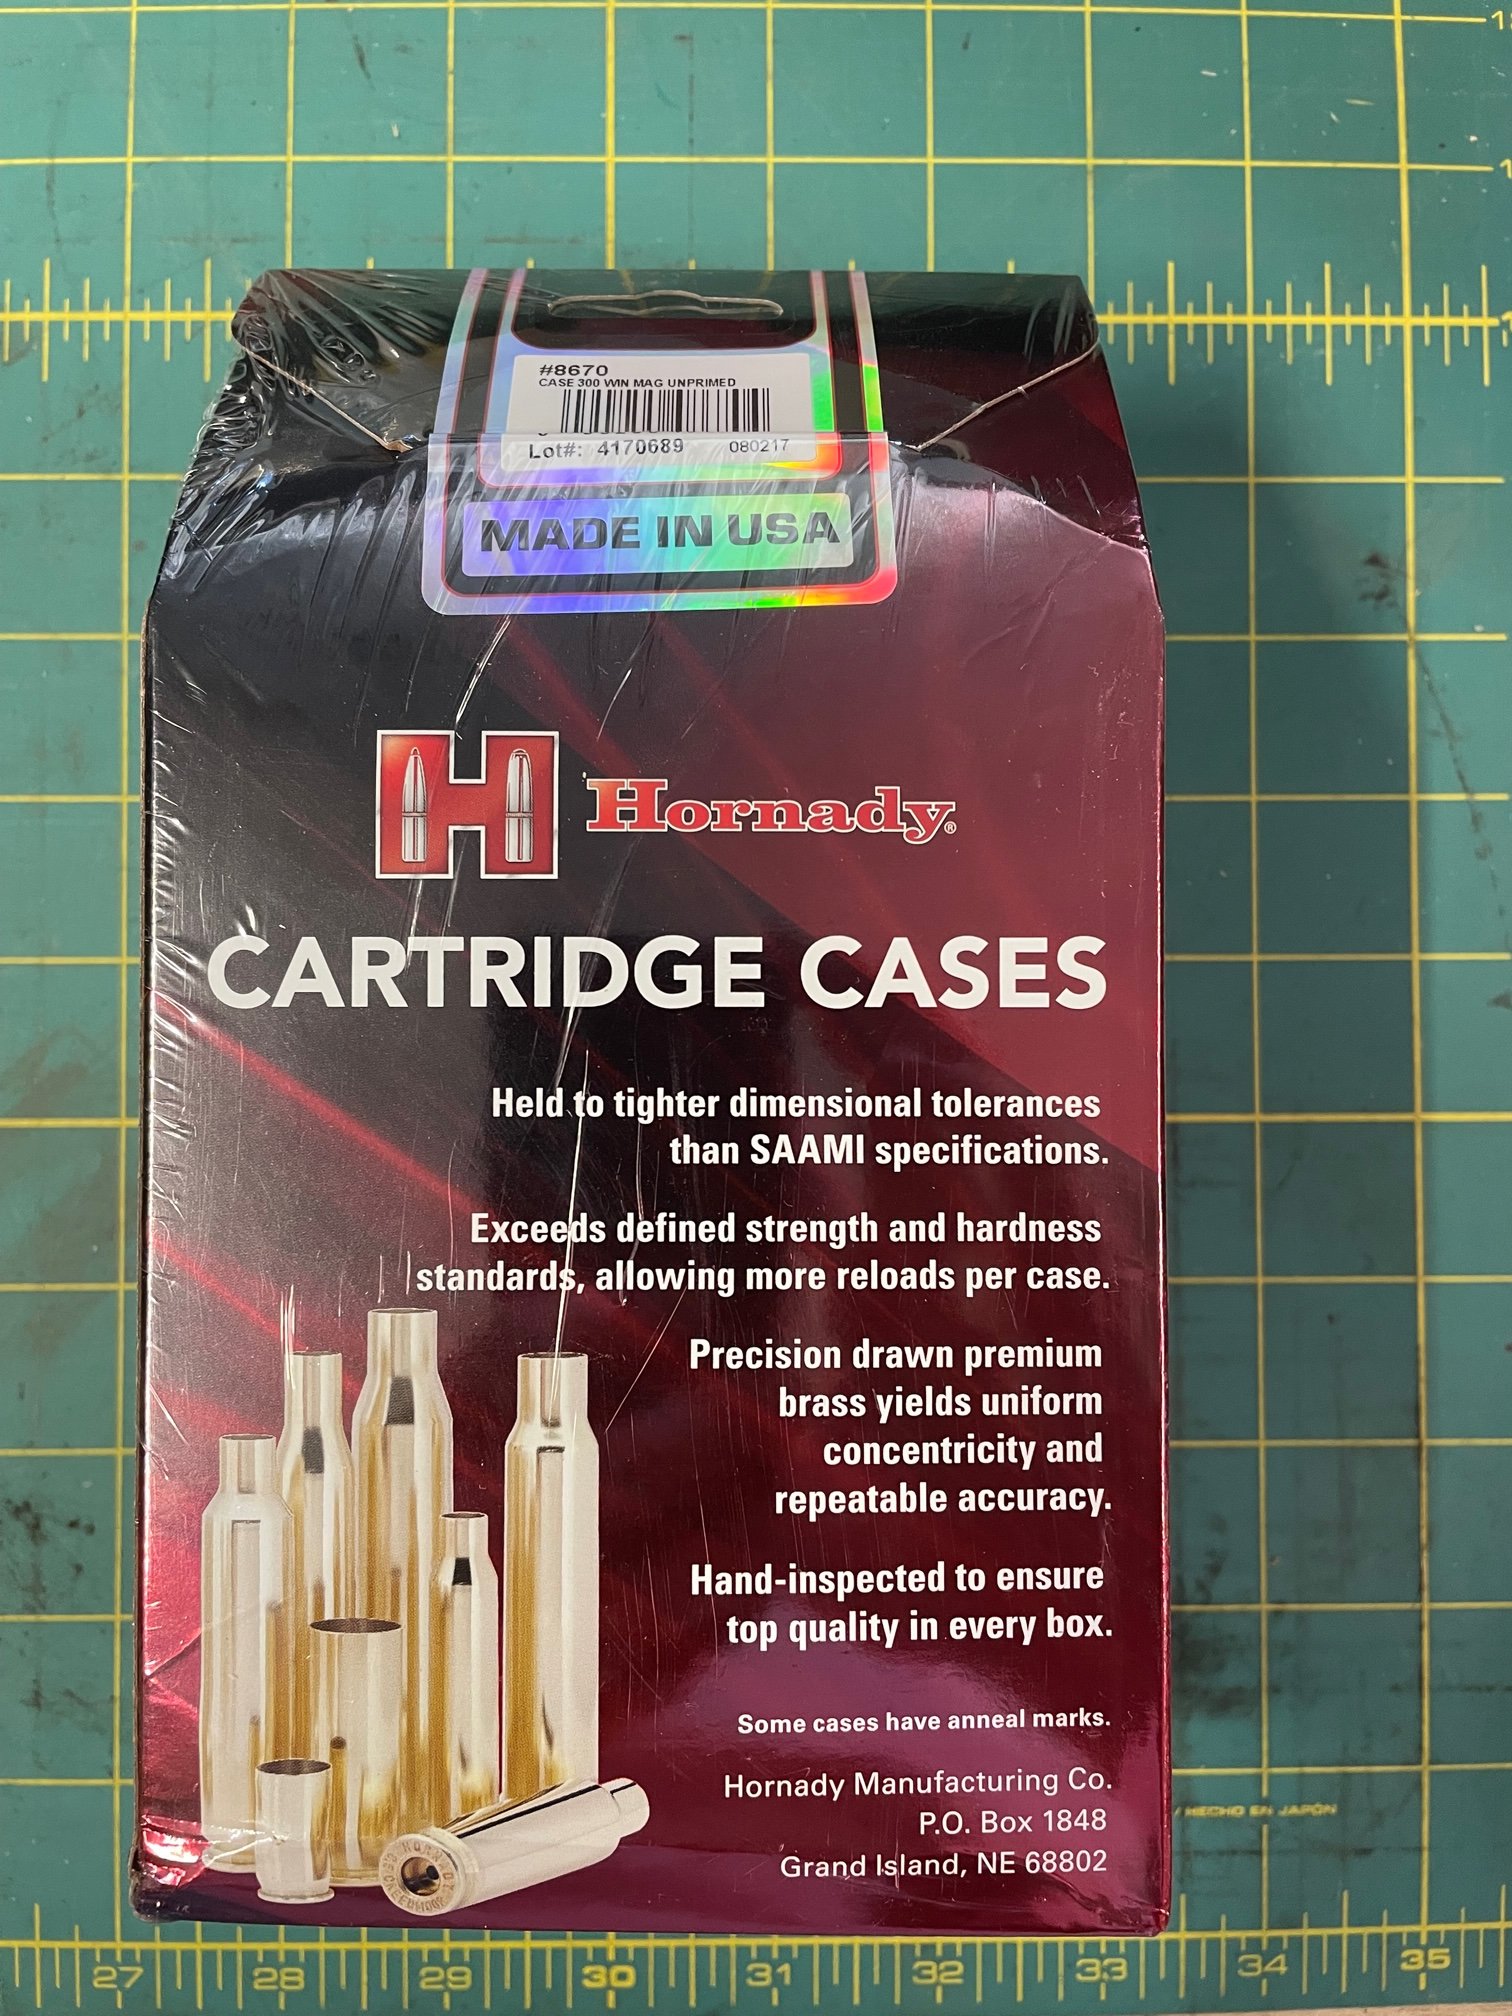 #8670
CASE 300 WIN MAG UNPRIMED
Lot#: 4170689 080217
MADE IN USA
H Hornady®
CARTRIDGE CASES
Held to tighter dimensional tolerances
than SAAMI specifications.
Exceeds defined strength and hardness
standards, allowing more reloads per case.
Precision drawn premium
brass yields uniform
concentricity and
repeatable accuracy.
Hand-inspected to ensure
top quality in every box.
Some cases have anneal marks.
Hornady Manufacturing Co.
P.O. Box 1848
Grand Island, NE 68802
/ HECHO EN JAPÓN
27 28 29 30 31 32 33 34 35